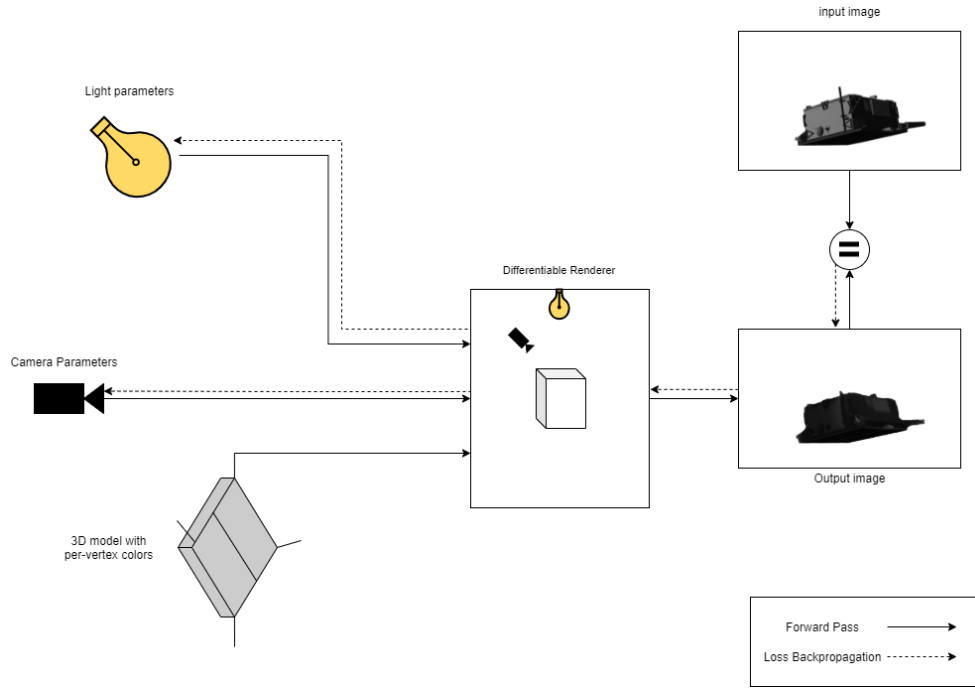 input image
Light parameters
Differentiable Renderer
Camera Parameters
Output image
3D model with
per-vertex colors
Forward Pass
Loss Backpropagation